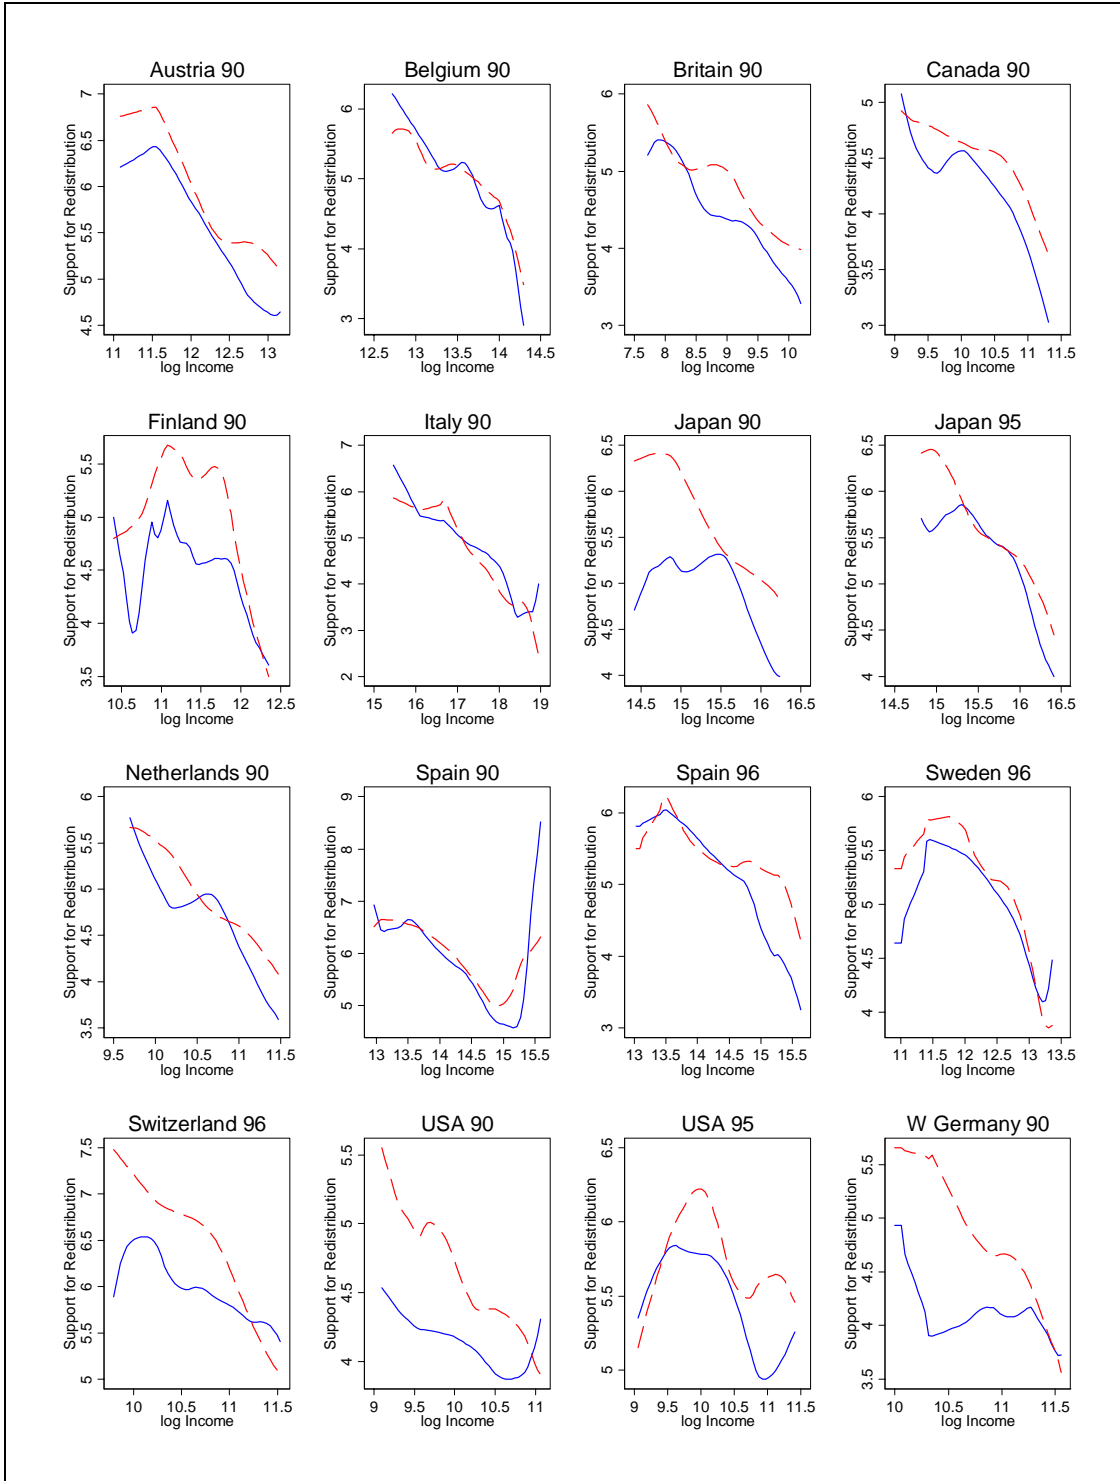 Austria 90
Support for Redistribution
4.5 5 5.5 6 6.5 7
11 11.5 12 12.5 13
log Income
Belgium 90
Support for Redistribution
3 4 5 6
12.5 13 13.5 14 14.5
log Income
Britain 90
Support for Redistribution
3 4 5 6
7.5 8 8.5 9 9.5 10
log Income
Canada 90
Support for Redistribution
3 3.5 4 4.5 5
9 9.5 10 10.5 11 11.5
log Income
Finland 90
Support for Redistribution
3.5 4 4.5 5 5.5
10.5 11 11.5 12 12.5
log Income
Italy 90
Support for Redistribution
2 3 4 5 6 7
15 16 17 18 19
log Income
Japan 90
Support for Redistribution
4 4.5 5 5.5 6 6.5
14.5 15 15.5 16 16.5
log Income
Japan 95
Support for Redistribution
4 4.5 5 5.5 6 6.5
14.5 15 15.5 16 16.5
log Income
Netherlands 90
Support for Redistribution
3.5 4 4.5 5 5.5 6
9.5 10 10.5 11 11.5
log Income
Spain 90
Support for Redistribution
5 6 7 8 9
13 13.5 14 14.5 15 15.5
log Income
Spain 96
Support for Redistribution
3 4 5 6
13 13.5 14 14.5 15 15.5
log Income
Sweden 96
Support for Redistribution
4 4.5 5 5.5 6
11 11.5 12 12.5 13 13.5
log Income
Switzerland 96
Support for Redistribution
5 5.5 6 6.5 7 7.5
10 10.5 11 11.5
log Income
USA 90
Support for Redistribution
4 4.5 5 5.5
9 9.5 10 10.5 11
log Income
USA 95
Support for Redistribution
5 5.5 6 6.5
9 9.5 10 10.5 11 11.5
log Income
W Germany 90
Support for Redistribution
3.5 4 4.5 5 5.5
10 10.5 11 11.5
log Income